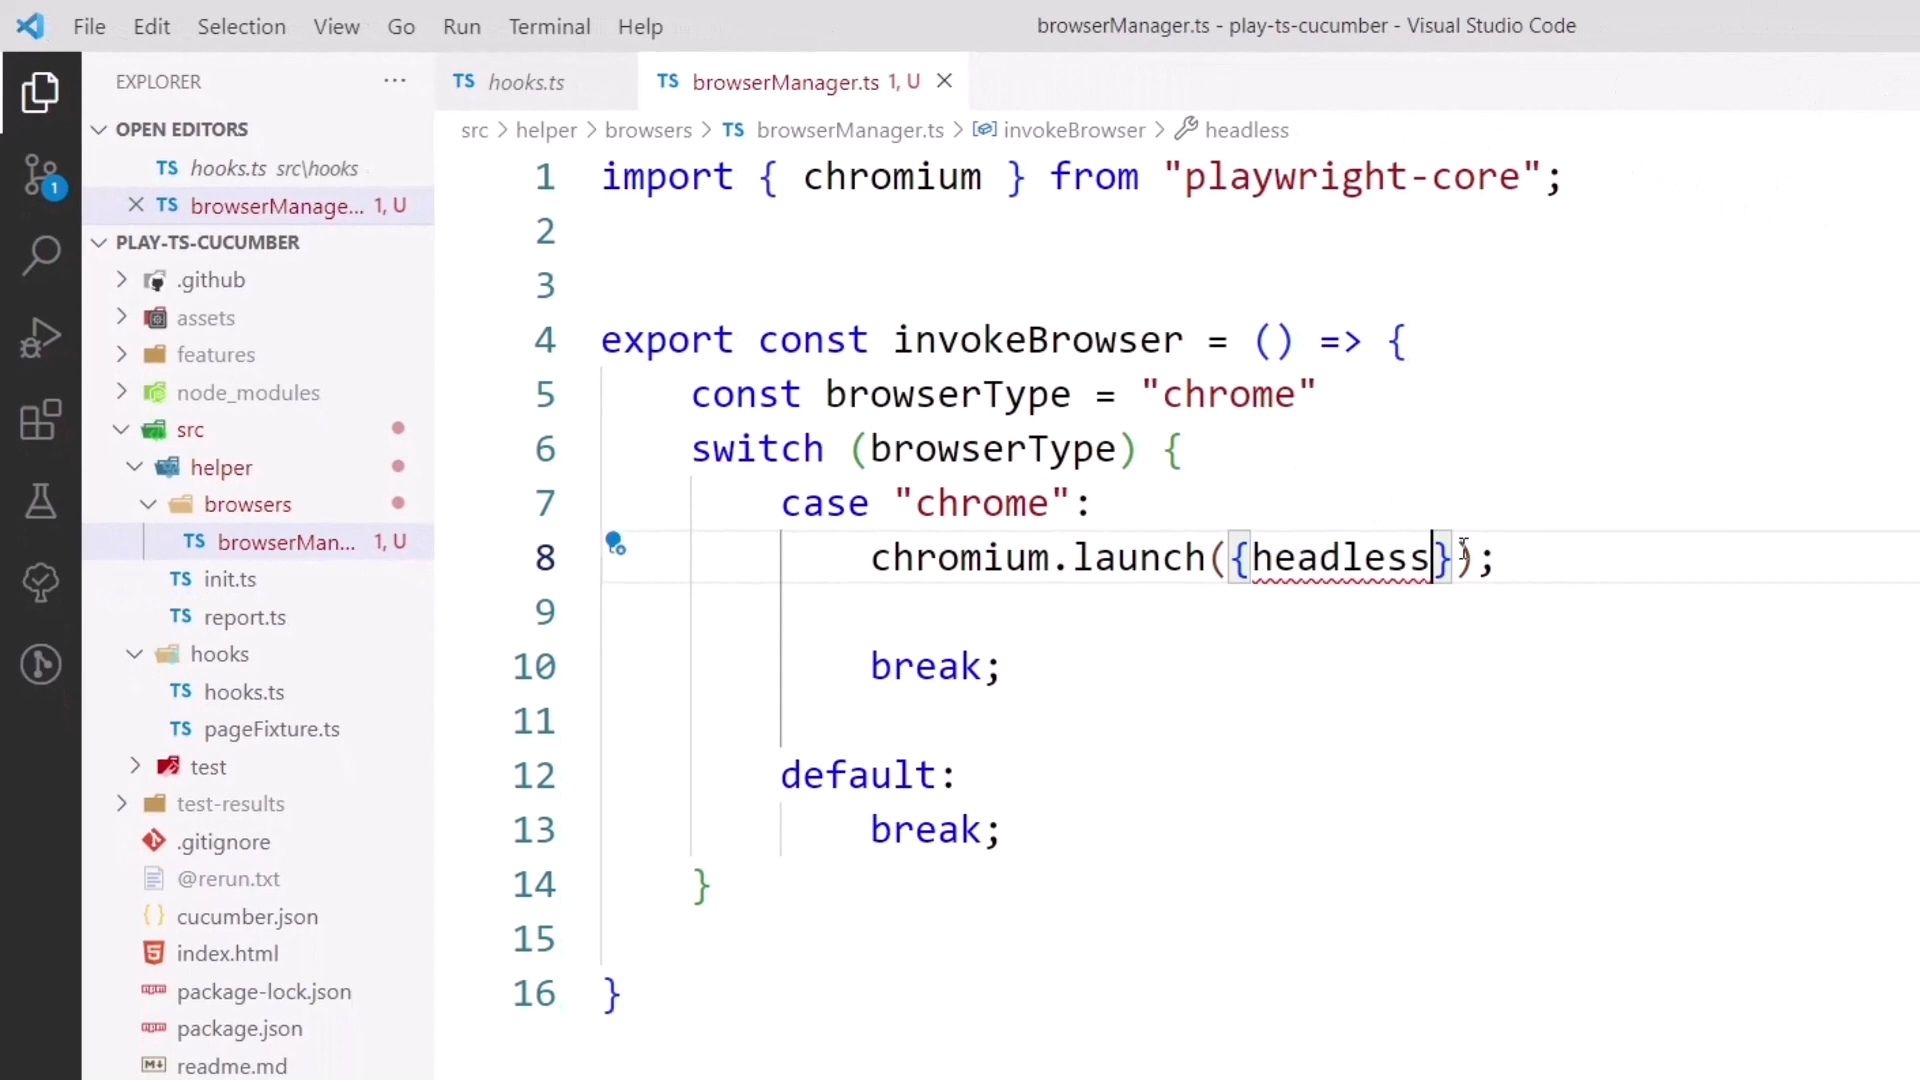 File Edit Selection View Go Run Terminal Help browserManager.ts - play-ts-cucumber - Visual Studio Code
EXPLORER ...
TS hooks.ts TS browserManager.ts 1, U
OPEN EDITORS
src > helper > browsers > TS browserManager.ts > invokeBrowser > headless
TS hooks.ts src\hooks
TS browserManage... 1, U
1
PLAY-TS-CUCUMBER
.github
assets
features
node_modules
src
helper
browsers
TS browserMan... 1, U
TS init.ts
TS report.ts
hooks
TS hooks.ts
TS pageFixture.ts
test
test-results
.gitignore
@rerun.txt
cucumber.json
index.html
package-lock.json
package.json
readme.md
1 import { chromium } from "playwright-core";
2
3
4 export const invokeBrowser = () => {
5 const browserType = "chrome"
6 switch (browserType) {
7 case "chrome":
8 chromium.launch({headless});
9
10 break;
11
12 default:
13 break;
14 }
15
16 }